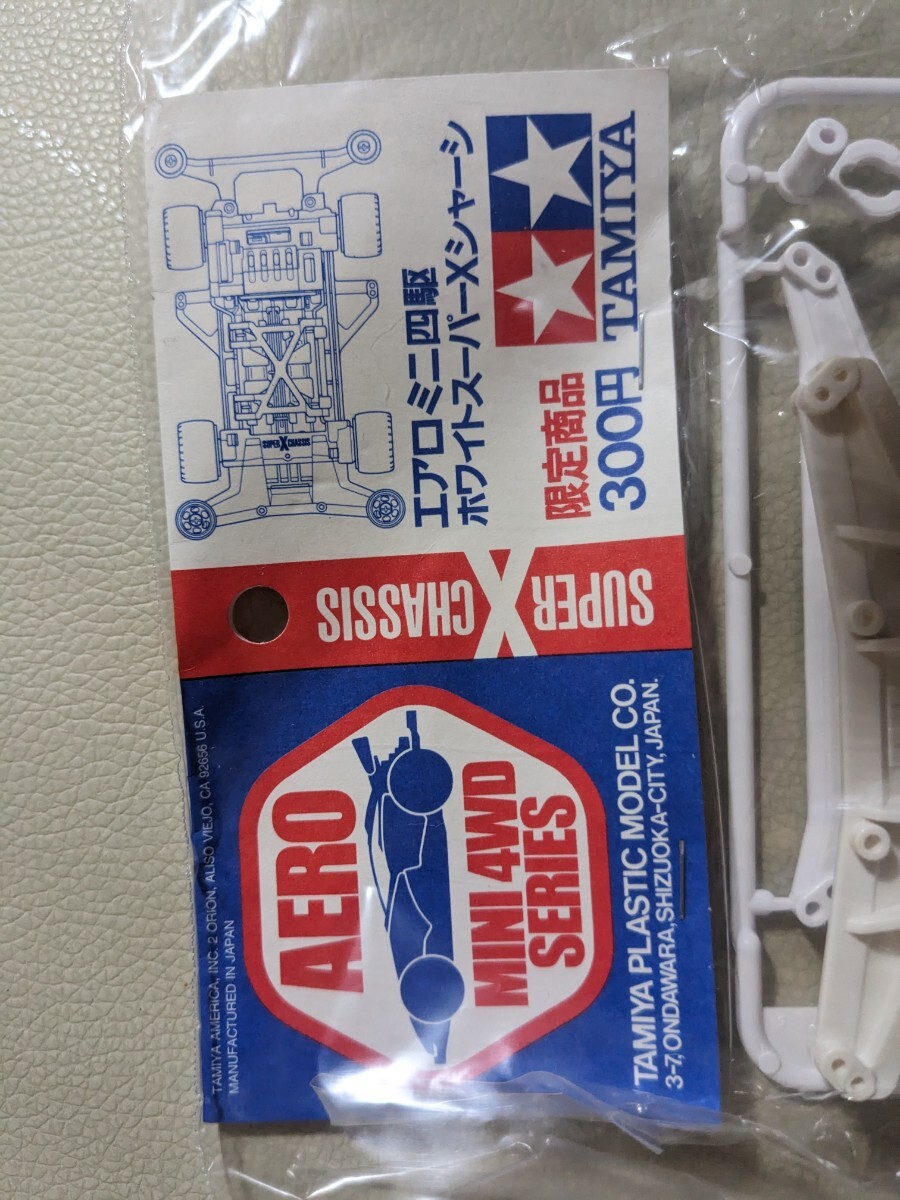 TAMIYA
エアロミニ四駆
ホワイトスーパーXシャーシ
限定商品
300円
SUPER X CHASSIS
SUPER X CHASSIS
AERO
MINI 4WD
SERIES
TAMIYA PLASTIC MODEL CO.
3-7, ONDAWARA, SHIZUOKA-CITY, JAPAN.
TAMIYA AMERICA, INC. 2 ORION, ALISO VIEJO, CA 92656 U.S.A.
MANUFACTURED IN JAPAN